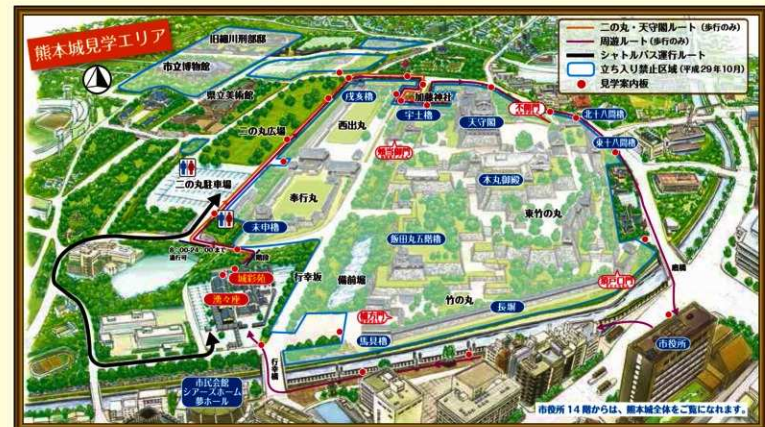 熊本城見学エリア
二の丸・天守閣ルート (歩行のみ)
周遊ルート(歩行のみ)
シャトルバス運行ルート
立ち入り禁止区域 (平成29年10月)
見学案内板
旧細川刑部邸
市立博物館
県立美術館
二の丸広場
戌亥櫓
加藤神社
宇土櫓
天守閣
不開門
北十八間櫓
東十八間櫓
西出丸
二の丸駐車場
奉行丸
本丸御殿
東竹の丸
未申櫓
飯田丸五階櫓
階段
行幸坂
備前堀
城彩苑
湧々座
竹の丸
長塀
馬具櫓
行幸橋
市役所
市民会館
シアーズホーム
夢ホール
市役所14階からは、熊本城全体をご覧になれます。